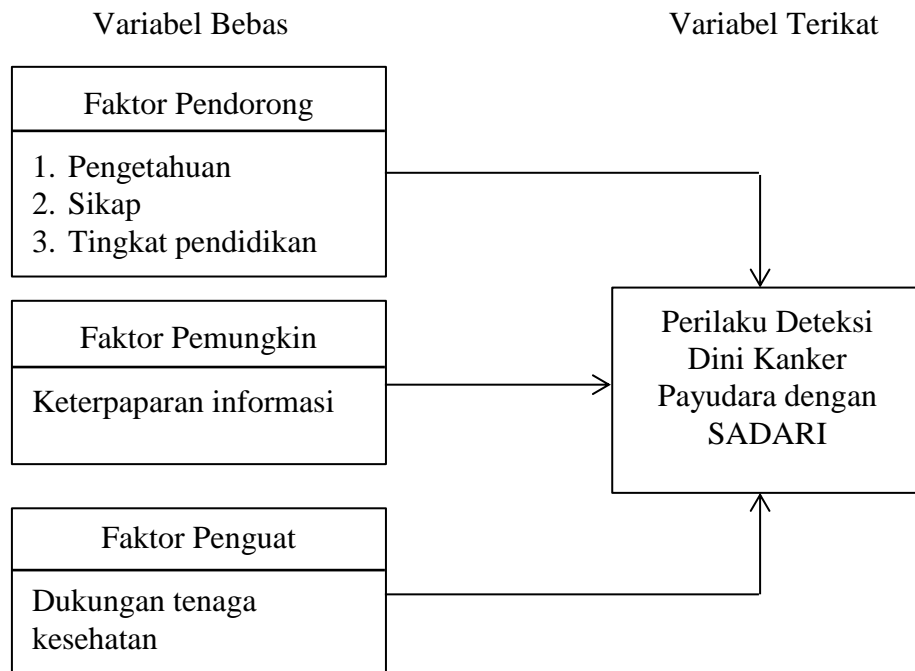 Variabel Bebas
Variabel Terikat
Faktor Pendorong
1. Pengetahuan
2. Sikap
3. Tingkat pendidikan
Faktor Pemungkin
Keterpaparan informasi
Faktor Penguat
Dukungan tenaga
kesehatan
Perilaku Deteksi
Dini Kanker
Payudara dengan
SADARI